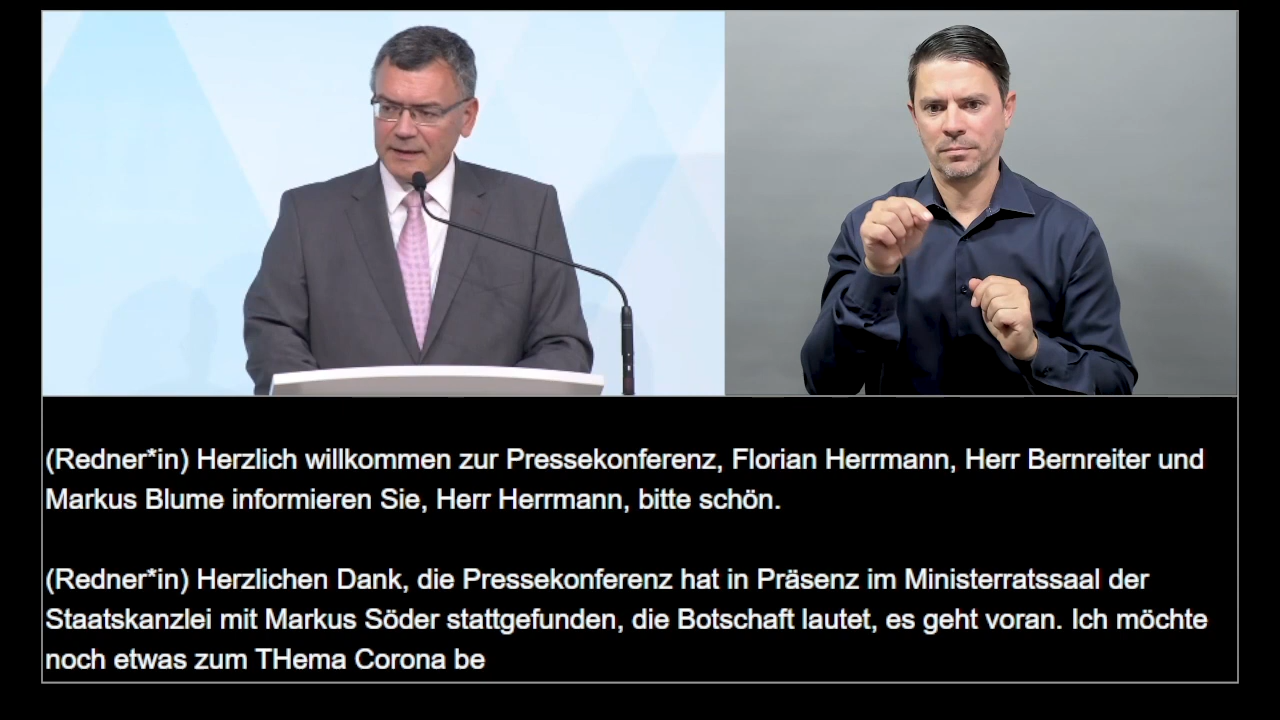 (Redner*in) Herzlich willkommen zur Pressekonferenz, Florian Herrmann, Herr Bernreiter und
Markus Blume informieren Sie, Herr Herrmann, bitte schön.
(Redner*in) Herzlichen Dank, die Pressekonferenz hat in Präsenz im Ministerratssaal der
Staatskanzlei mit Markus Söder stattgefunden, die Botschaft lautet, es geht voran. Ich möchte
noch etwas zum THema Corona be